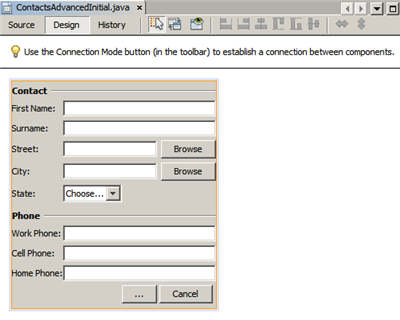 ContactsAdvancedInitial.java
Source Design History
Use the Connection Mode button (in the toolbar) to establish a connection between components.
Contact
First Name:
Surname:
Street: Browse
City: Browse
State: Choose...
Phone
Work Phone:
Cell Phone:
Home Phone:
... Cancel